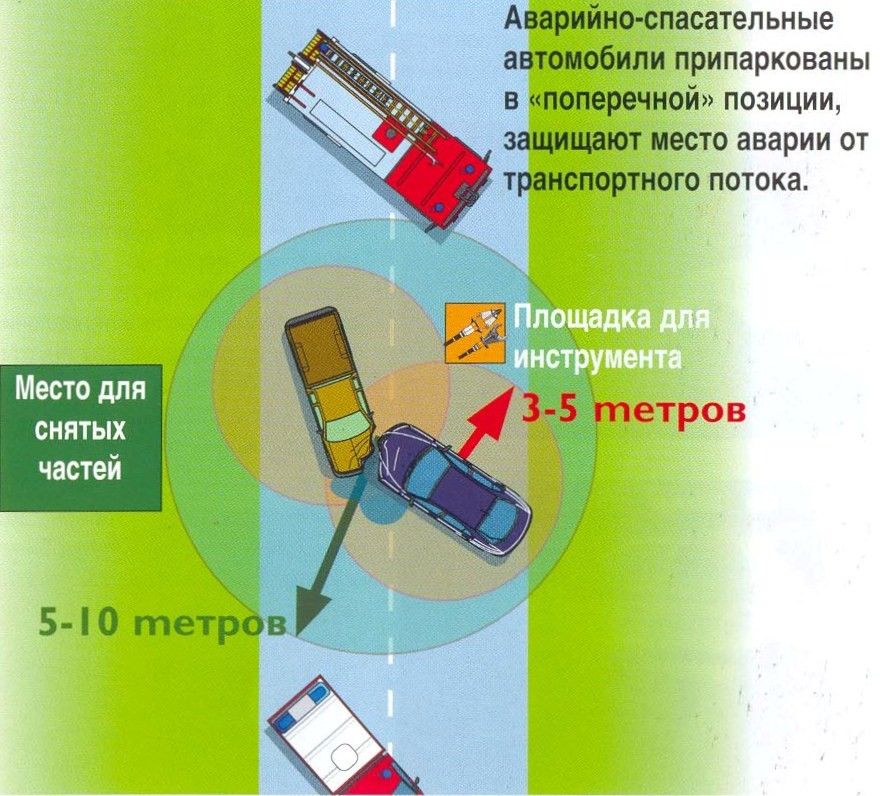 Аварийно-спасательные
автомобили припаркованы
в «поперечной» позиции,
защищают место аварии от
транспортного потока.
Площадка для
инструмента
3-5 метров
Место для
снятых
частей
5-10 метров